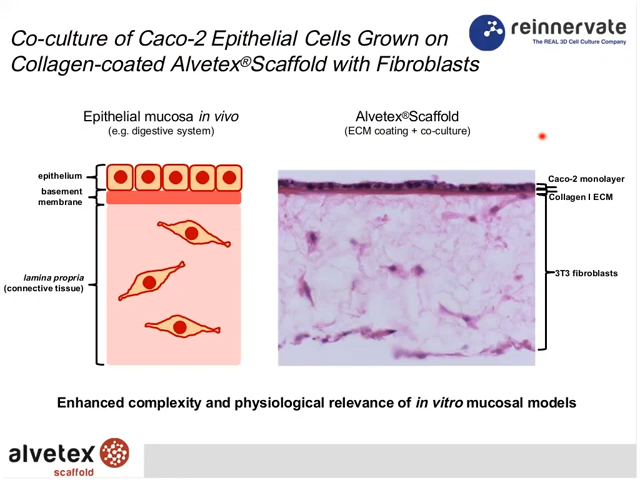 Co-culture of Caco-2 Epithelial Cells Grown on
Collagen-coated Alvetex®Scaffold with Fibroblasts
reinnervate
The REAL 3D Cell Culture Company
Epithelial mucosa in vivo
(e.g. digestive system)
Alvetex®Scaffold
(ECM coating + co-culture)
epithelium
basement
membrane
lamina propria
(connective tissue)
Caco-2 monolayer
Collagen I ECM
3T3 fibroblasts
Enhanced complexity and physiological relevance of in vitro mucosal models
alvetex
scaffold